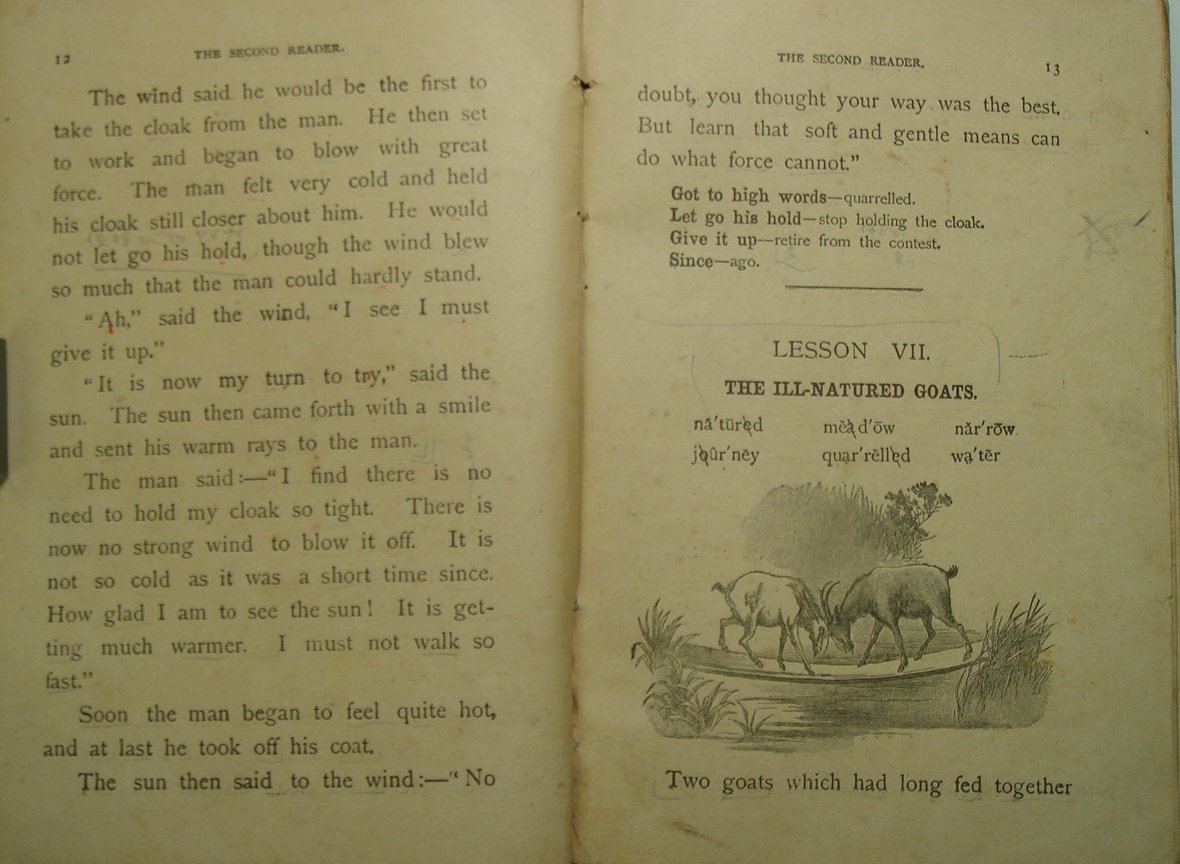 12
THE SECOND READER.
The wind said he would be the first to
take the cloak from the man. He then set
to work and began to blow with great
force. The man felt very cold and held
his cloak still closer about him. He would
not let go his hold, though the wind blew
so much that the man could hardly stand.
“Ah,” said the wind, “I see I must
give it up.”
“It is now my turn to try,” said the
sun. The sun then came forth with a smile
and sent his warm rays to the man.
The man said:—“I find there is no
need to hold my cloak so tight. There is
now no strong wind to blow it off. It is
not so cold as it was a short time since.
How glad I am to see the sun! It is get-
ting much warmer. I must not walk so
fast.”
Soon the man began to feel quite hot,
and at last he took off his coat.
The sun then said to the wind:—“No
THE SECOND READER.
13
doubt, you thought your way was the best.
But learn that soft and gentle means can
do what force cannot.”
Got to high words—quarrelled.
Let go his hold—stop holding the cloak.
Give it up—retire from the contest.
Since—ago.
LESSON VII.
THE ILL-NATURED GOATS.
nā′tūred mĕad′ōw năr′rōw
joûr′nēy quar′rĕlled wa̤′tẽr
Two goats which had long fed together